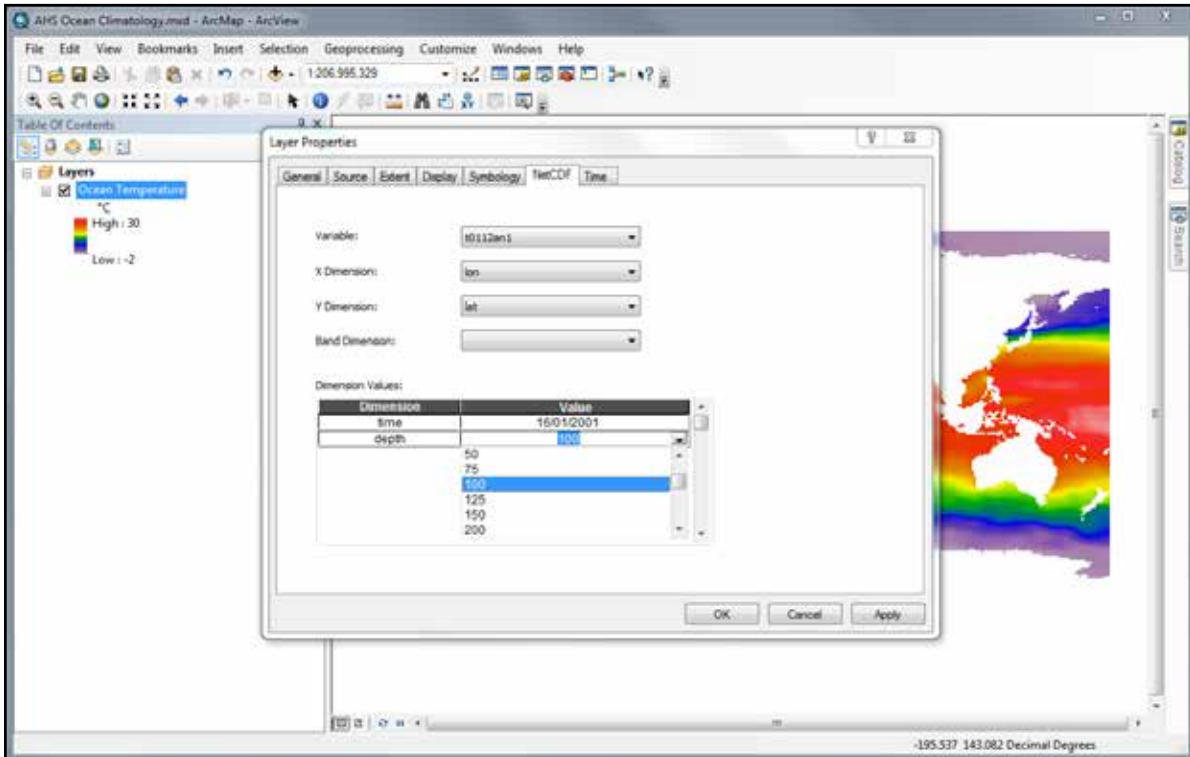 AHS Ocean Climatology.mxd - ArcMap - ArcView
File Edit View Bookmarks Insert Selection Geoprocessing Customize Windows Help
1:206,995,329
Table Of Contents
Layers
Ocean Temperature
°C
High : 30
Low : -2
Layer Properties
General Source Extent Display Symbology NetCDF Time
Variable: t0112an1
X Dimension: lon
Y Dimension: lat
Band Dimension:
Dimension Values:
Dimension Value
time 16/01/2001
depth 100
50
75
100
125
150
200
OK Cancel Apply
Catalog
Search
-195.537 143.082 Decimal Degrees